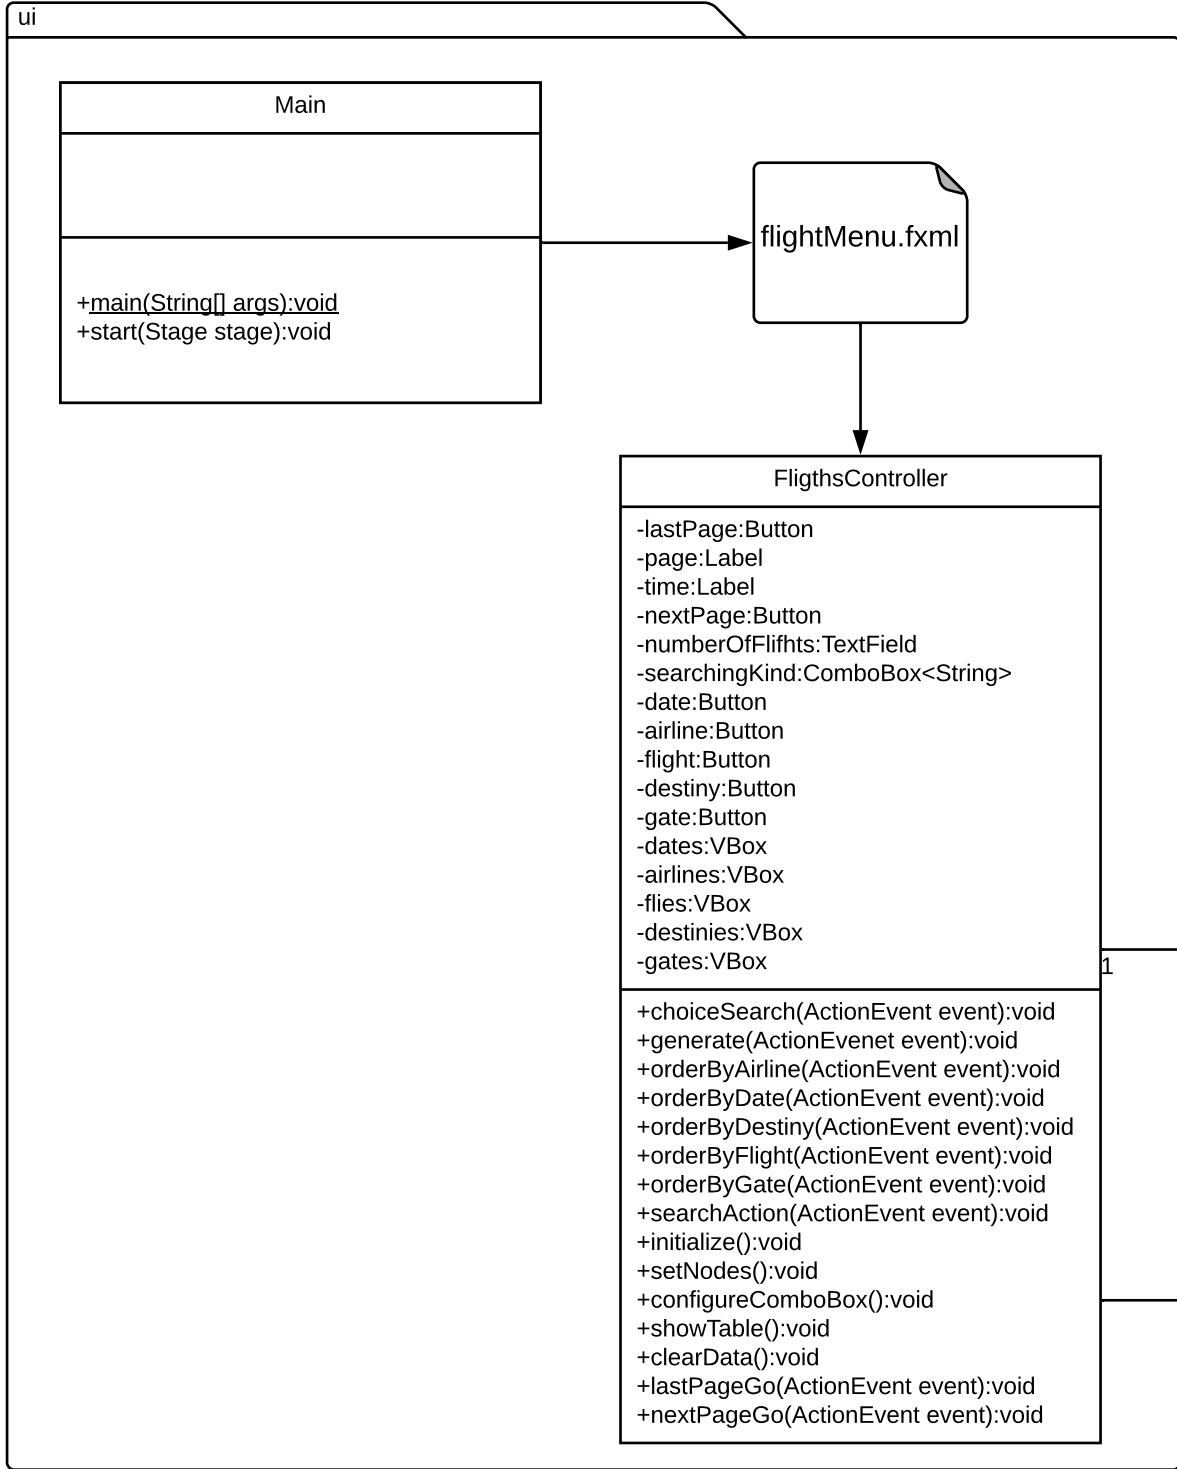 ui
Main
+main(String[] args):void
+start(Stage stage):void
flightMenu.fxml
FligthsController
-lastPage:Button
-page:Label
-time:Label
-nextPage:Button
-numberOfFlifhts:TextField
-searchingKind:ComboBox<String>
-date:Button
-airline:Button
-flight:Button
-destiny:Button
-gate:Button
-dates:VBox
-airlines:VBox
-flies:VBox
-destinies:VBox
-gates:VBox
1
+choiceSearch(ActionEvent event):void
+generate(ActionEvenet event):void
+orderByAirline(ActionEvent event):void
+orderByDate(ActionEvent event):void
+orderByDestiny(ActionEvent event):void
+orderByFlight(ActionEvent event):void
+orderByGate(ActionEvent event):void
+searchAction(ActionEvent event):void
+initialize():void
+setNodes():void
+configureComboBox():void
+showTable():void
+clearData():void
+lastPageGo(ActionEvent event):void
+nextPageGo(ActionEvent event):void